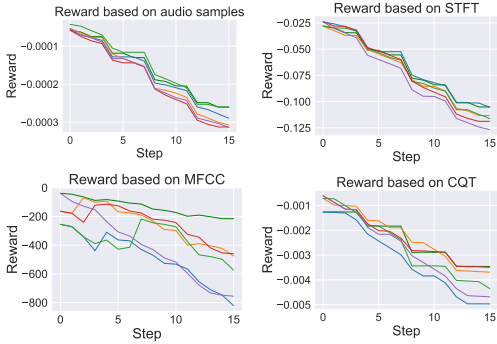 Reward based on audio samples
Reward
−0.0001
−0.0002
−0.0003
0
5
10
15
Step
Reward based on STFT
Reward
−0.025
−0.050
−0.075
−0.100
−0.125
0
5
10
15
Step
Reward based on MFCC
Reward
0
−200
−400
−600
−800
0
5
10
15
Step
Reward based on CQT
Reward
−0.001
−0.002
−0.003
−0.004
−0.005
0
5
10
15
Step